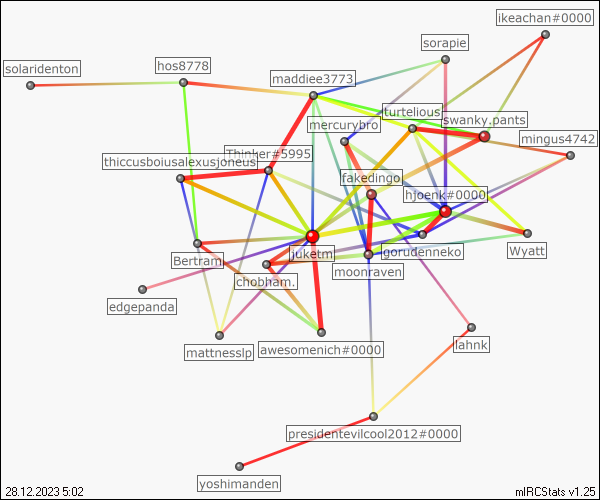 ikeachan#0000
sorapie
hos8778
solaridenton
maddiee3773
turtelious
swanky.pants
mercurybro
mingus4742
Thinker#5995
thiccusboiusalexusjoneus
fakedingo
hjoenk#0000
juketm
gorudenneko
Wyatt
Bertram
moonraven
chobham.
edgepanda
lahnk
mattnesslp
awesomenich#0000
presidentevilcool2012#0000
yoshimanden
28.12.2023 5:02
mIRCStats v1.25